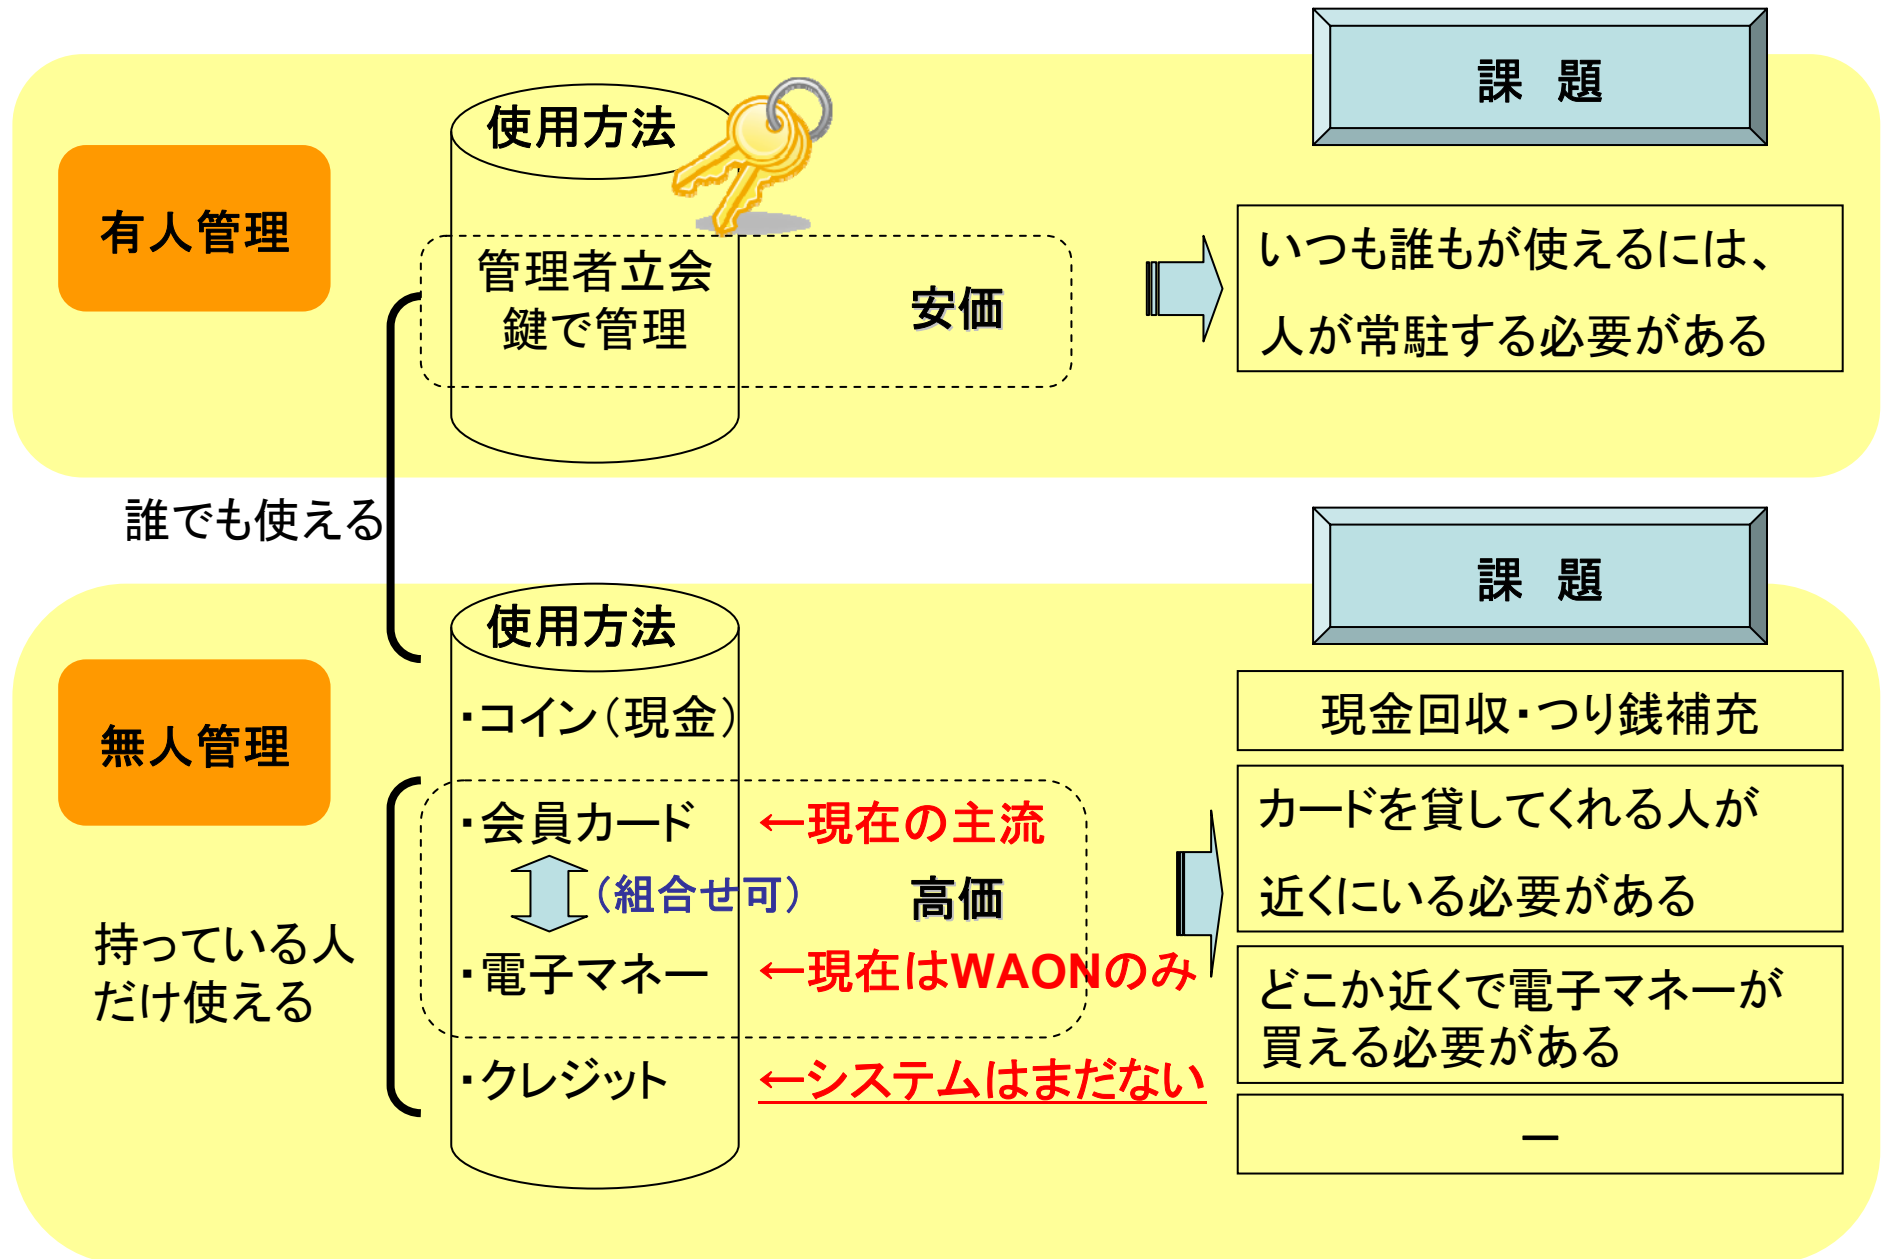 課　題
使用方法
有人管理
管理者立会
鍵で管理
安価
いつも誰もが使えるには、
人が常駐する必要がある
誰でも使える
課　題
使用方法
無人管理
・コイン（現金）
現金回収・つり銭補充
・会員カード
←現在の主流
カードを貸してくれる人が
近くにいる必要がある
（組合せ可）
高価
持っている人
だけ使える
・電子マネー
←現在はWAONのみ
どこか近くで電子マネーが
買える必要がある
・クレジット
←システムはまだない
－